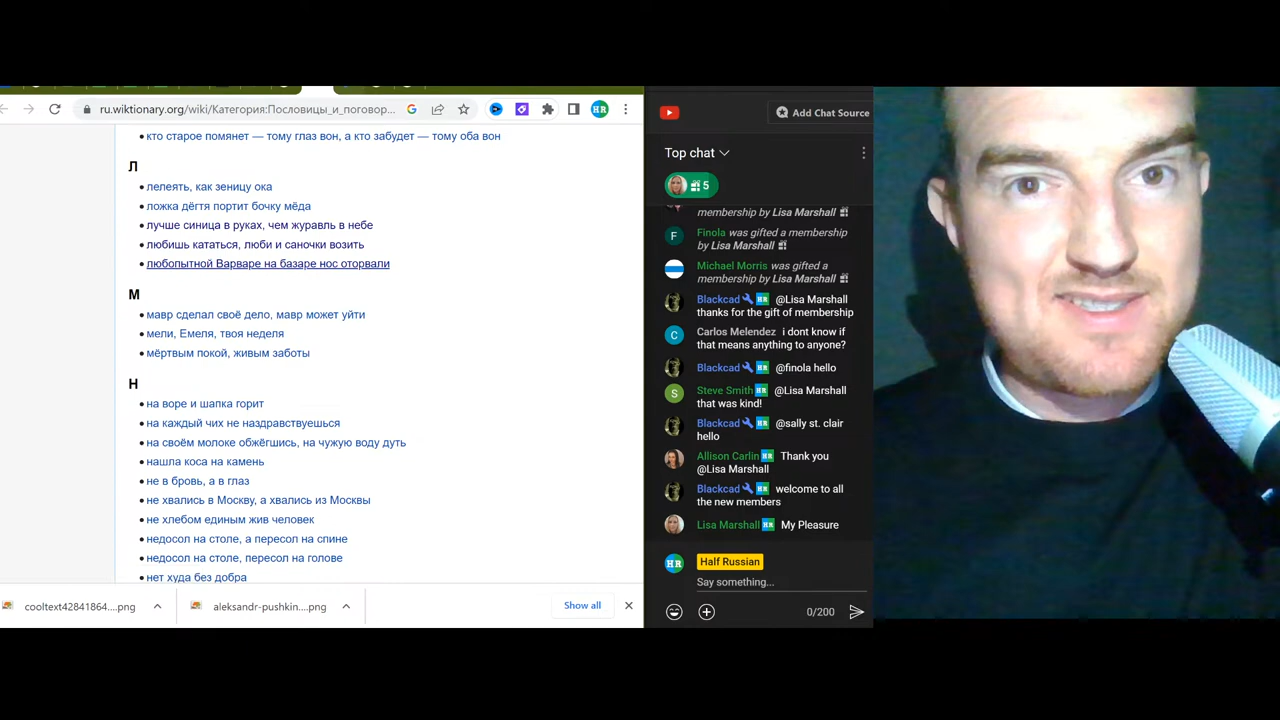 ru.wiktionary.org/wiki/Категория:Пословицы_и_поговор...
кто старое помянет — тому глаз вон, а кто забудет — тому оба вон
Л
лелеять, как зеницу ока
ложка дёгтя портит бочку мёда
лучше синица в руках, чем журавль в небе
любишь кататься, люби и саночки возить
любопытной Варваре на базаре нос оторвали
М
мавр сделал своё дело, мавр может уйти
мели, Емеля, твоя неделя
мёртвым покой, живым заботы
Н
на воре и шапка горит
на каждый чих не наздравствуешься
на своём молоке обжёгшись, на чужую воду дуть
нашла коса на камень
не в бровь, а в глаз
не хвались в Москву, а хвались из Москвы
не хлебом единым жив человек
недосол на столе, а пересол на спине
недосол на столе, пересол на голове
нет худа без добра
cooltext42841864....png
aleksandr-pushkin....png
Show all
Add Chat Source
Top chat
5
membership by Lisa Marshall
F
Finola was gifted a membership
by Lisa Marshall
Michael Morris was gifted a
membership by Lisa Marshall
Blackcad HR @Lisa Marshall
thanks for the gift of membership
C
Carlos Melendez i dont know if
that means anything to anyone?
Blackcad HR @finola hello
S
Steve Smith HR @Lisa Marshall
that was kind!
Blackcad HR @sally st. clair
hello
Allison Carlin HR Thank you
@Lisa Marshall
Blackcad HR welcome to all
the new members
Lisa Marshall HR My Pleasure
HR
Half Russian
Say something...
0/200